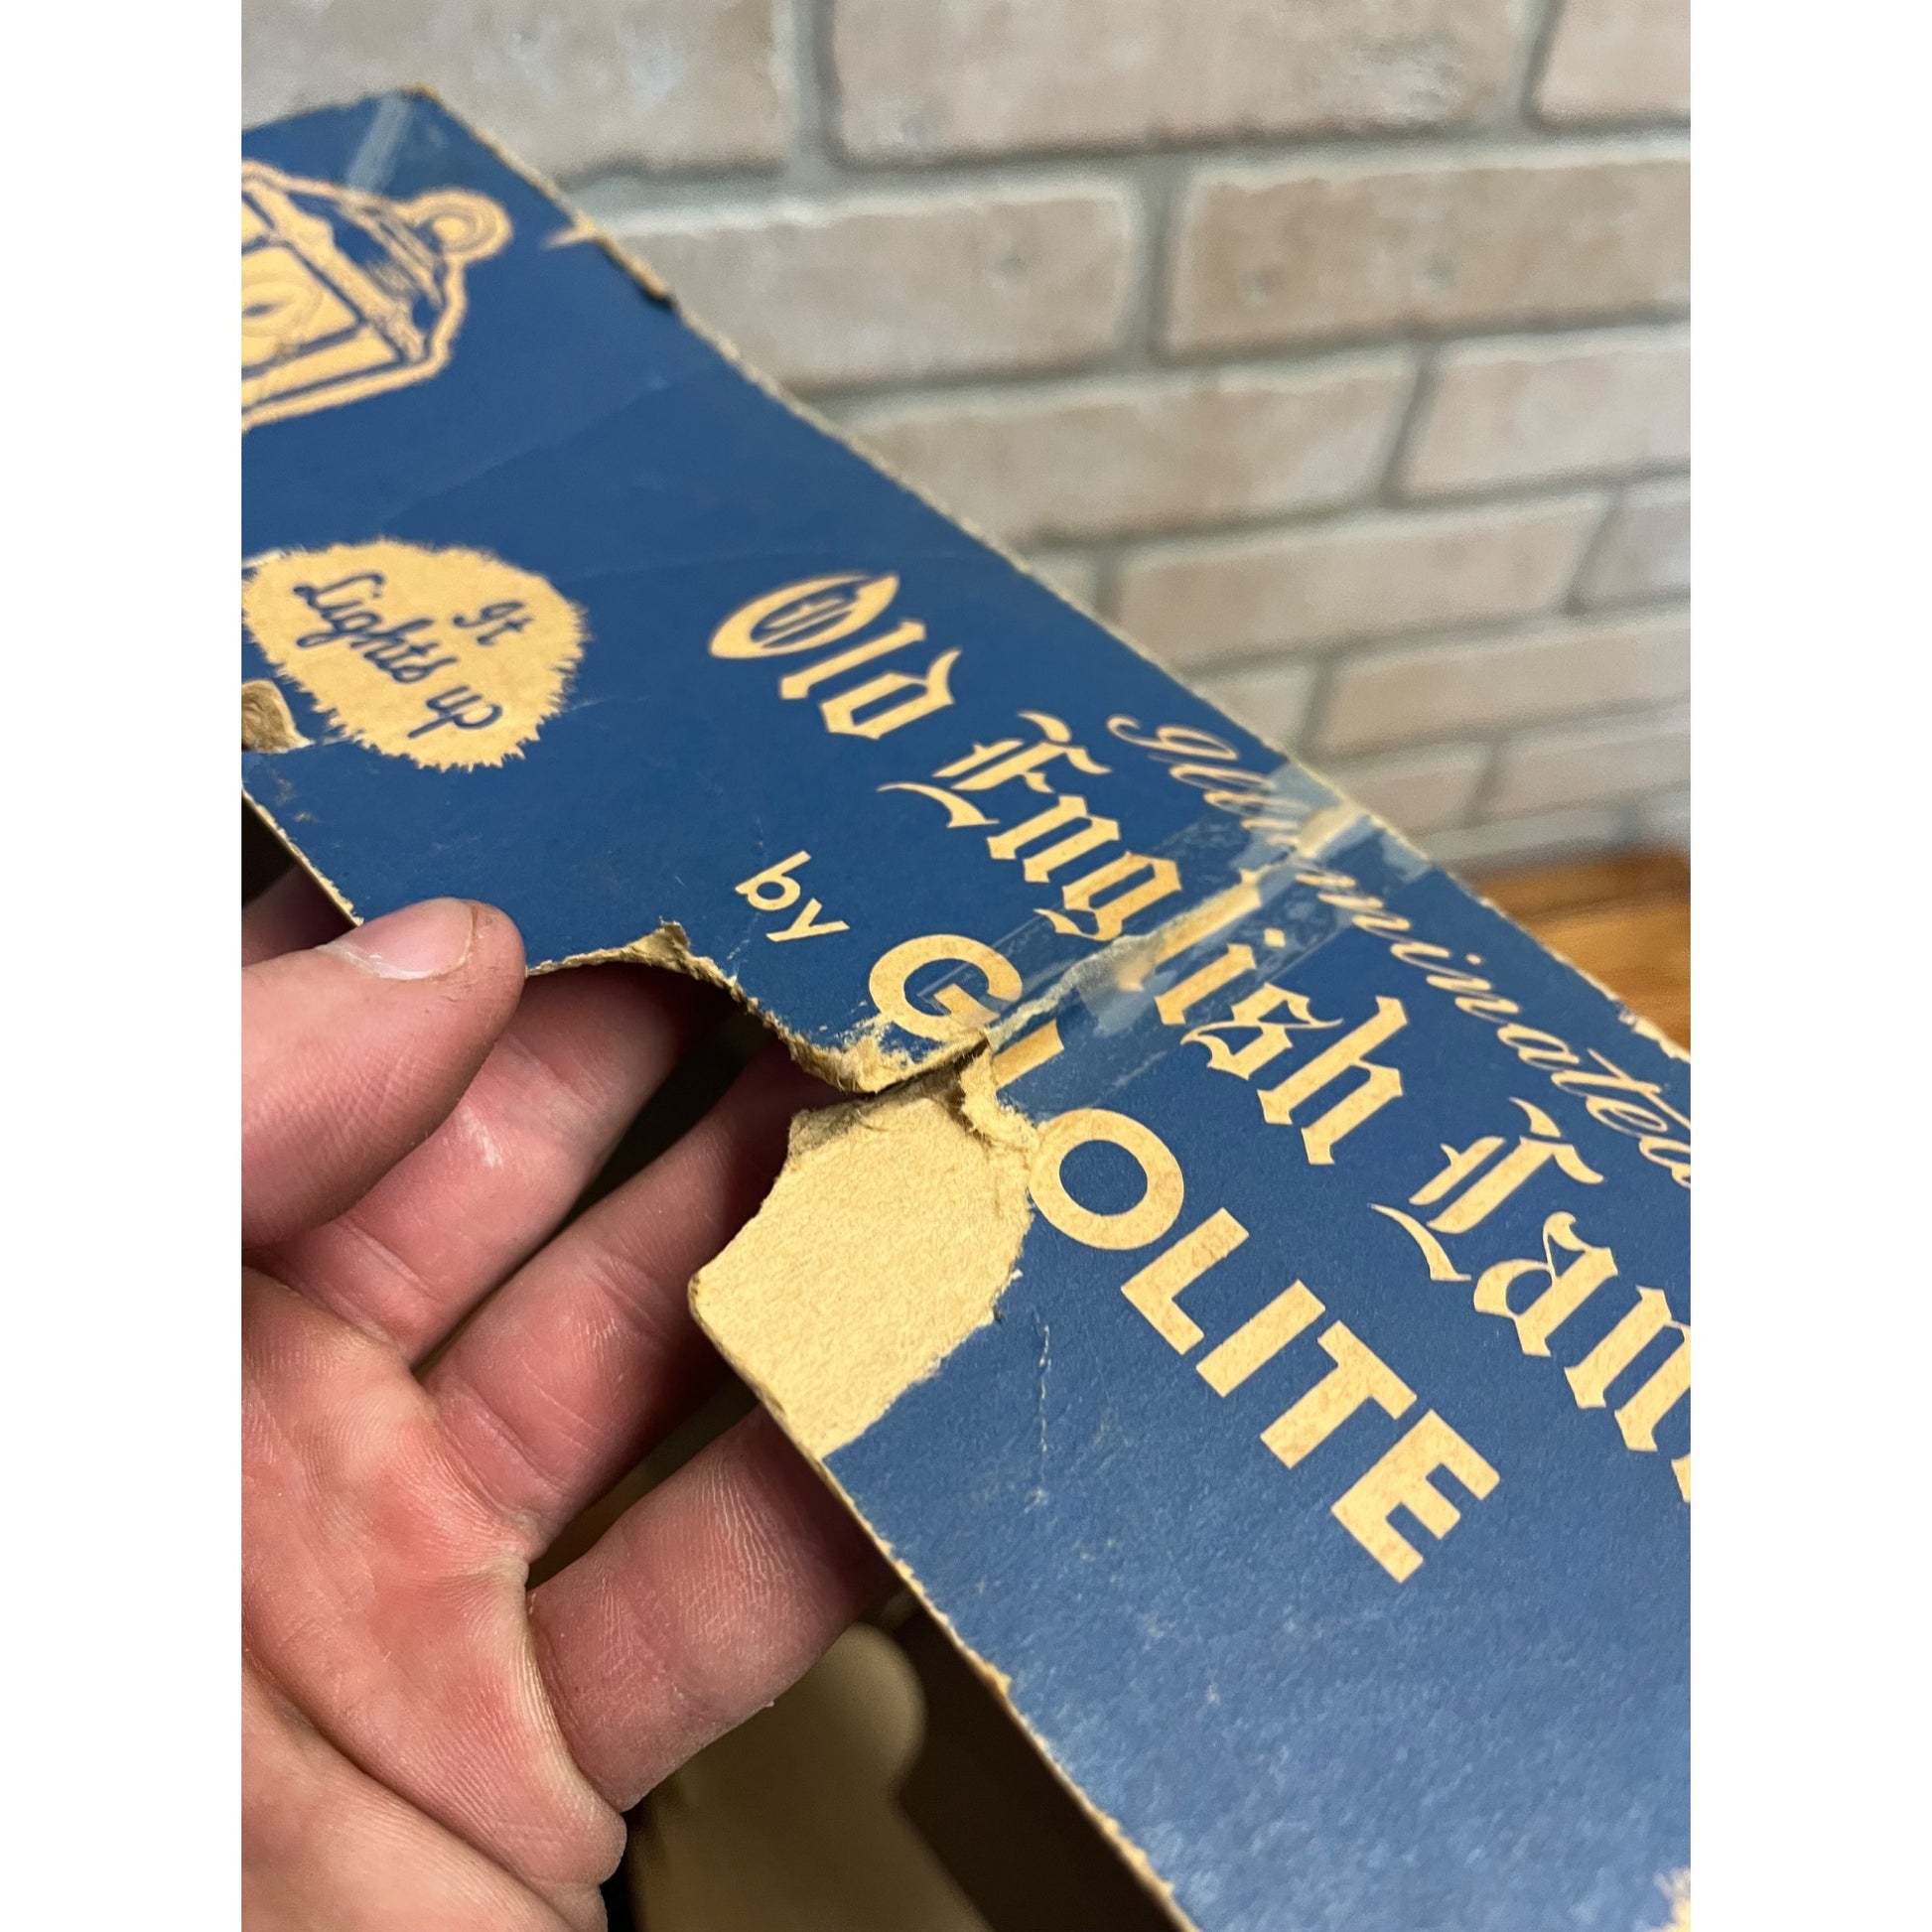 It
Lights up
Illuminated
Old English Lan
by GLOLITE